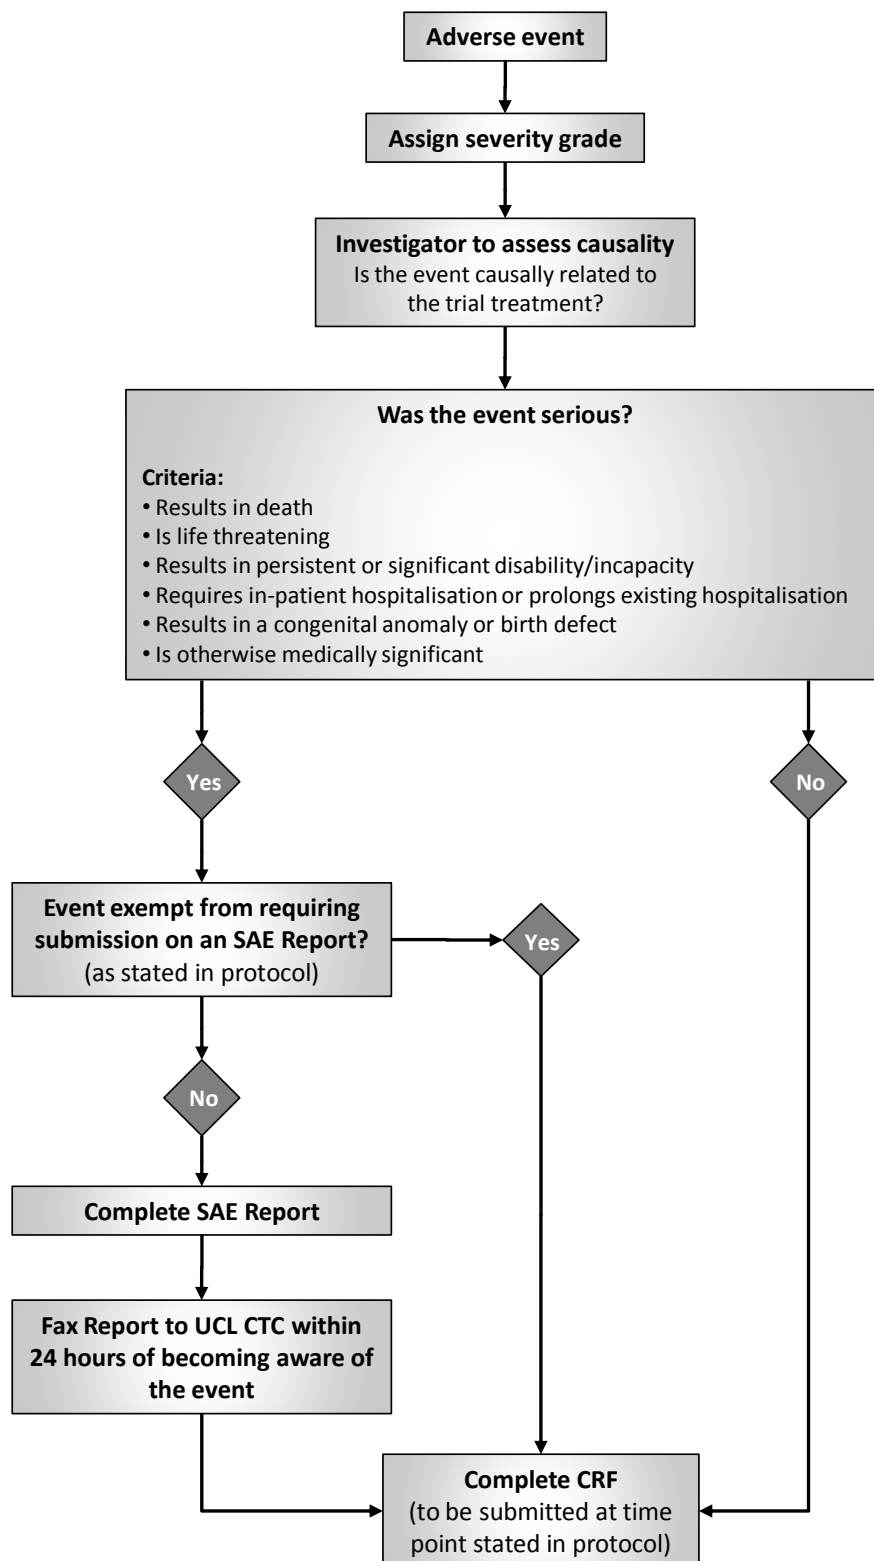 Adverse event
Assign severity grade
Investigator to assess causality
Is the event causally related to
the trial treatment?
Was the event serious?
Criteria:
• Results in death
• Is life threatening
• Results in persistent or significant disability/incapacity
• Requires in-patient hospitalisation or prolongs existing hospitalisation
• Results in a congenital anomaly or birth defect
• Is otherwise medically significant
Yes
No
Event exempt from requiring
submission on an SAE Report?
(as stated in protocol)
Yes
No
Complete SAE Report
Fax Report to UCL CTC within
24 hours of becoming aware of
the event
Complete CRF
(to be submitted at time
point stated in protocol)